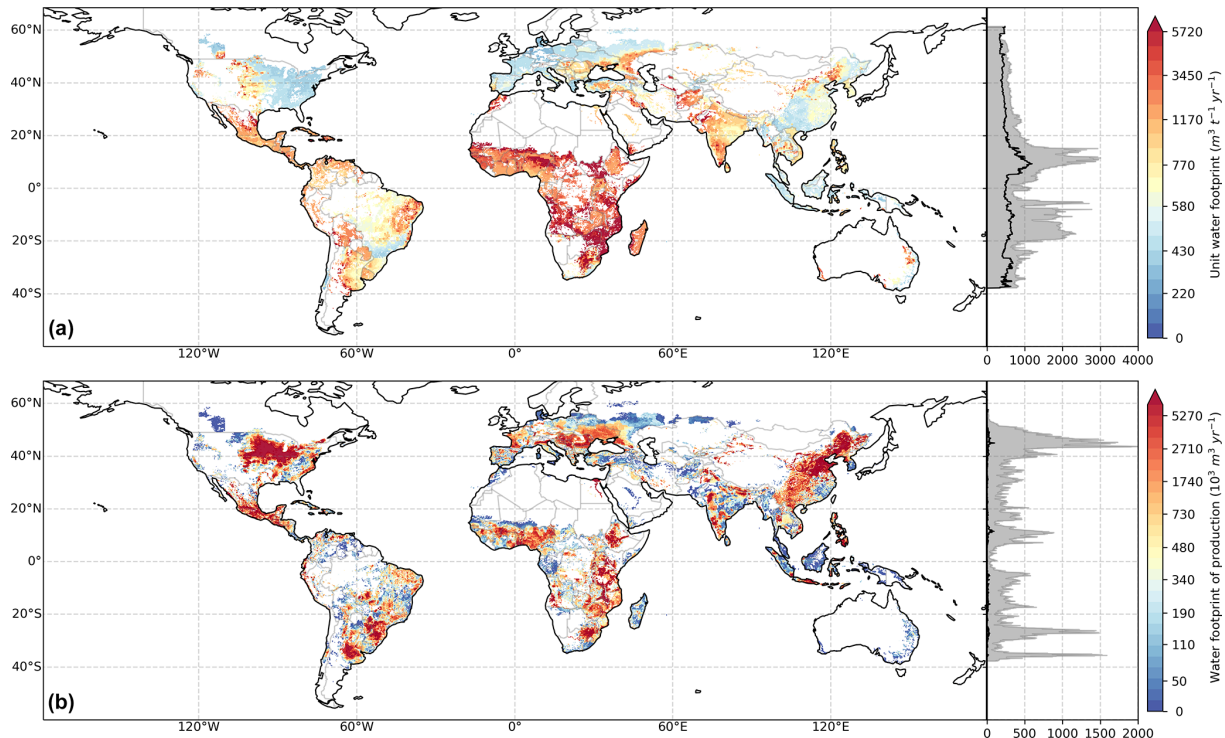 60°N
40°N
20°N
0°
20°S
40°S
(a)
120°W 60°W 0° 60°E 120°E
0 1000 1000 3000 4000
5720
3450
1170
770
580
430
220
0
Unit water footprint (m³ t⁻¹ yr⁻¹)
60°N
40°N
20°N
0°
20°S
40°S
(b)
120°W 60°W 0° 60°E 120°E
0 500 1000 1000 2000
5270
2710
1740
730
480
340
190
110
50
0
Water footprint of production (10³ m³ yr⁻¹)